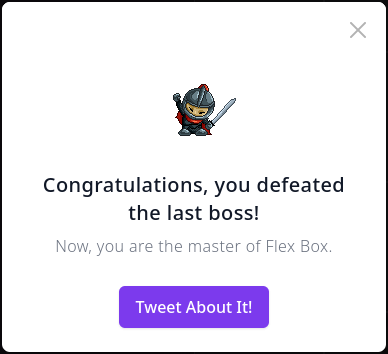 Congratulations, you defeated
the last boss!
Now, you are the master of Flex Box.
Tweet About It!